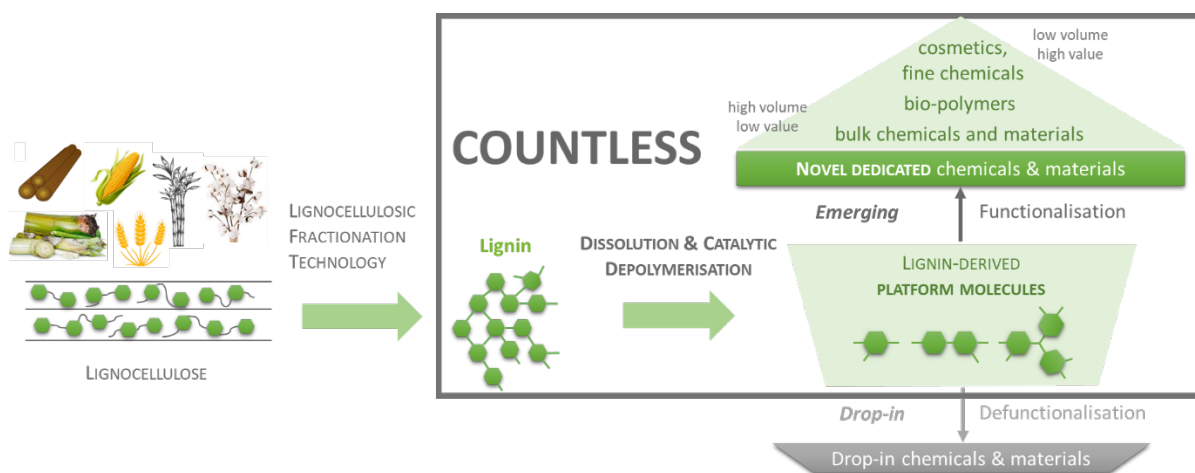 LIGNOCELLULOSE
LIGNOCELLULOSIC
FRACTIONATION
TECHNOLOGY
COUNTLESS
Lignin
DISSOLUTION & CATALYTIC
DEPOLYMERISATION
low volume
high value
cosmetics,
fine chemicals
bio-polymers
bulk chemicals and materials
high volume
low value
NOVEL DEDICATED chemicals & materials
Emerging
Functionalisation
LIGNIN-DERIVED
PLATFORM MOLECULES
Drop-in
Defunctionalisation
Drop-in chemicals & materials